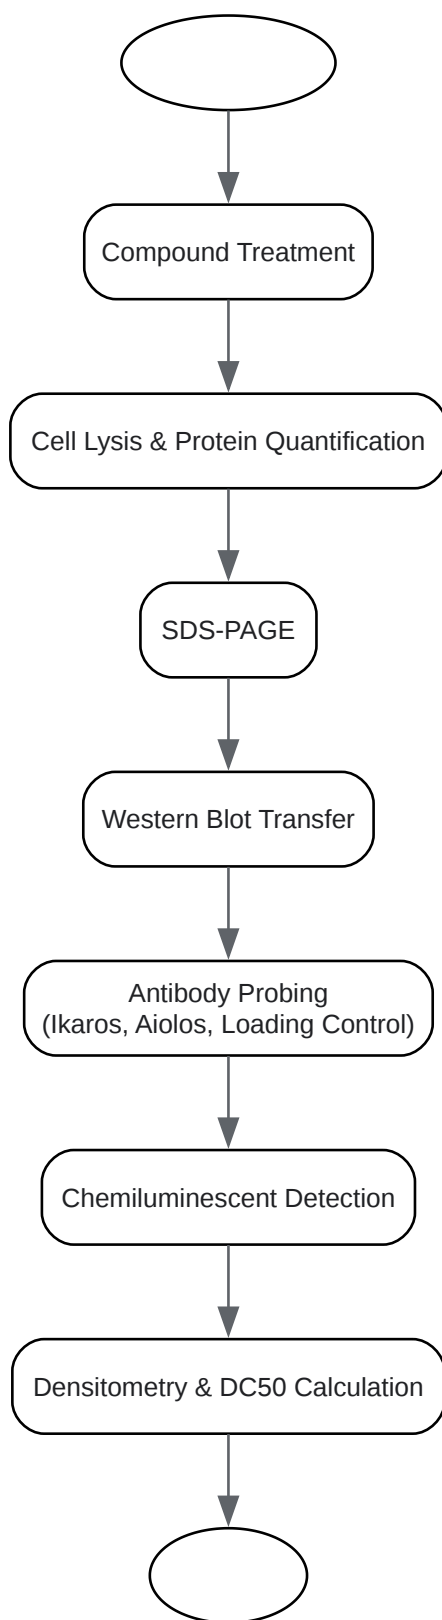 Compound Treatment
Cell Lysis & Protein Quantification
SDS-PAGE
Western Blot Transfer
Antibody Probing
(Ikaros, Aiolos, Loading Control)
Chemiluminescent Detection
Densitometry & DC50 Calculation